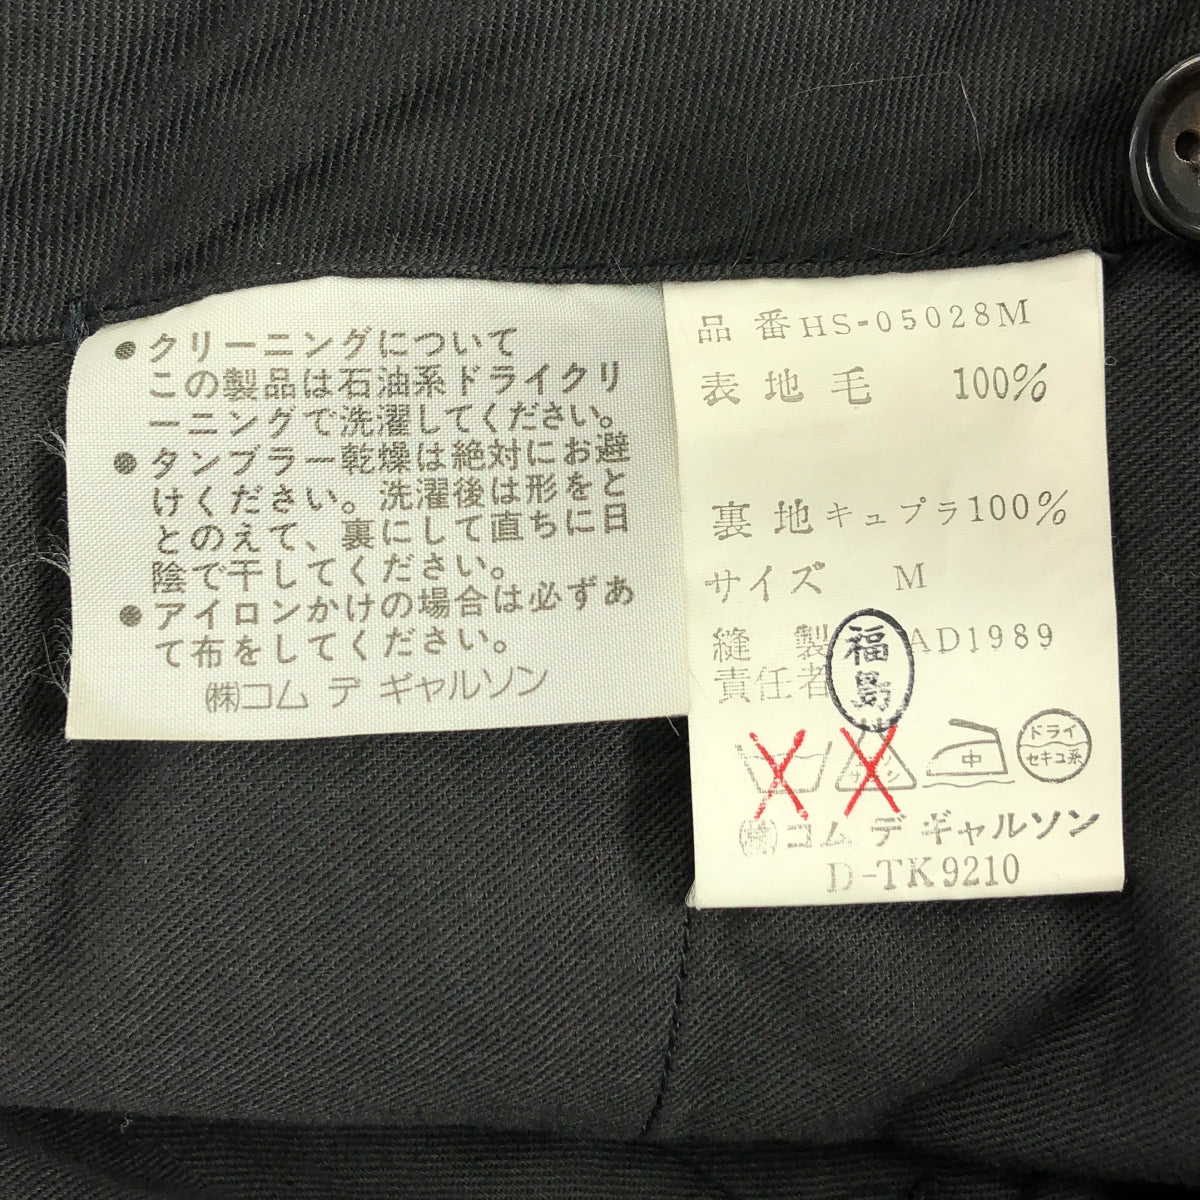 ● クリーニングについて
この製品は石油系ドライクリ
ーニングで洗濯してください。
● タンブラー乾燥は絶対にお避
けください。洗濯後は形をと
とのえて、裏にして直ちに日
陰で干してください。
● アイロンかけの場合は必ずあ
て布をしてください。
㈱コム デ ギャルソン
品 番 HS-05028M
表 地 毛 100%
裏 地 キュプラ100%
サイズ M
縫 製 AD1989
責任者
福島
中
ドライ
セキユ系
㈱コム デ ギャルソン
D-TK9210